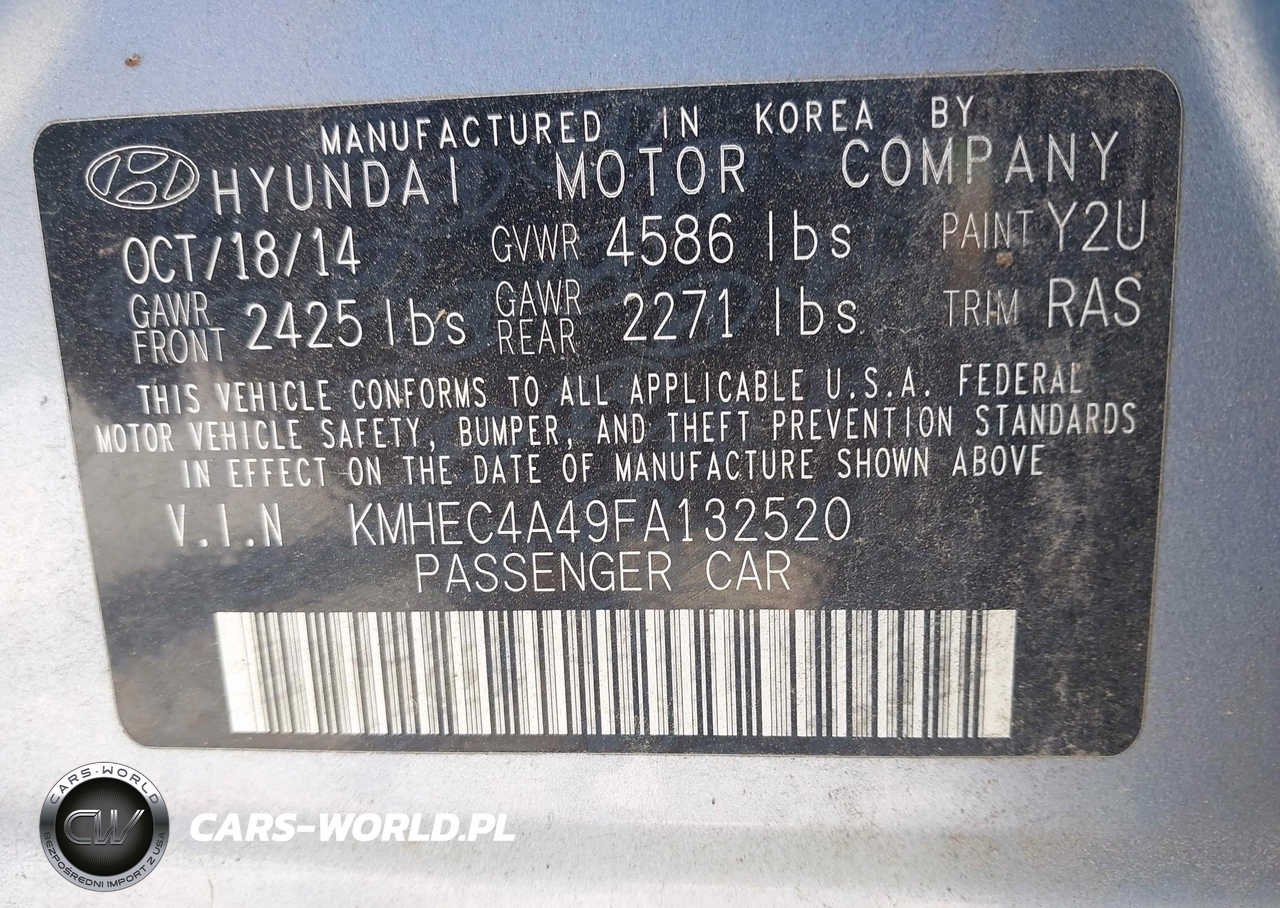 MANUFACTURED IN KOREA BY
HYUNDAI MOTOR COMPANY
OCT/18/14 GVWR 4586 lbs PAINT Y2U
GAWR FRONT 2425 lbs GAWR REAR 2271 lbs TRIM RAS
THIS VEHICLE CONFORMS TO ALL APPLICABLE U.S.A. FEDERAL
MOTOR VEHICLE SAFETY, BUMPER, AND THEFT PREVENTION STANDARDS
IN EFFECT ON THE DATE OF MANUFACTURE SHOWN ABOVE
V.I.N KMHEC4A49FA132520
PASSENGER CAR
CARS-WORLD
CW
BEZPOŚREDNI IMPORT Z USA
CARS-WORLD.PL